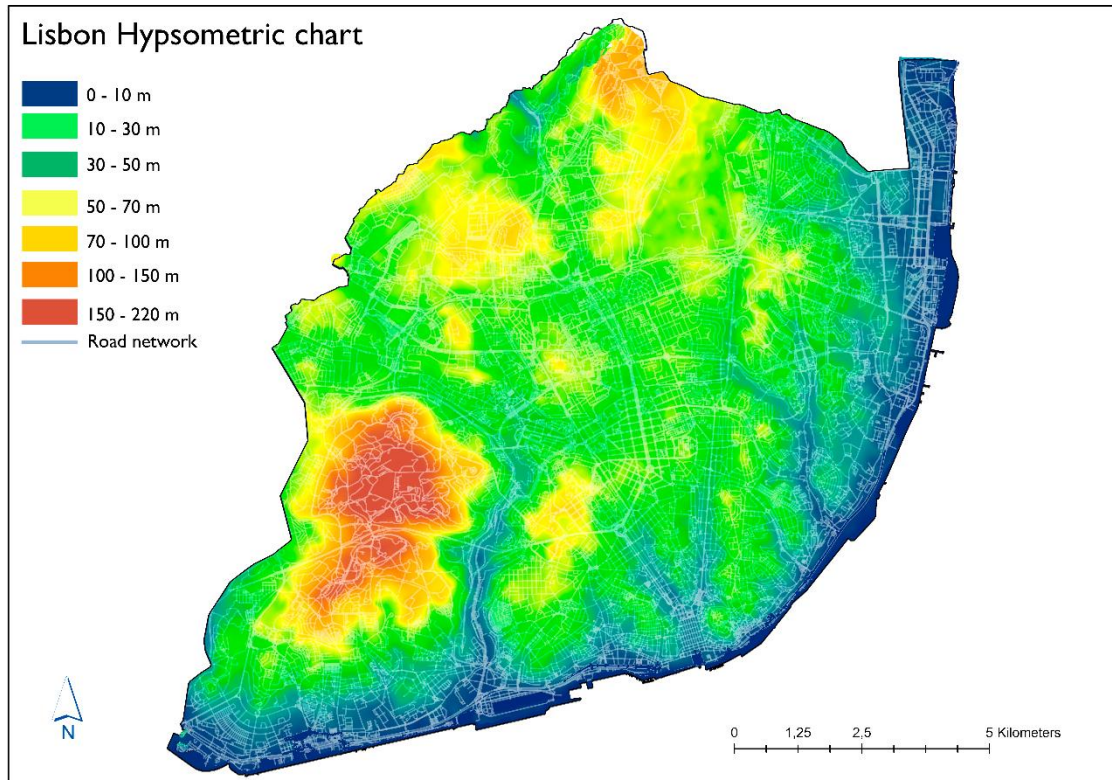 Lisbon Hypsometric chart
0 - 10 m
10 - 30 m
30 - 50 m
50 - 70 m
70 - 100 m
100 - 150 m
150 - 220 m
Road network
N
0 1,25 2,5 5 Kilometers